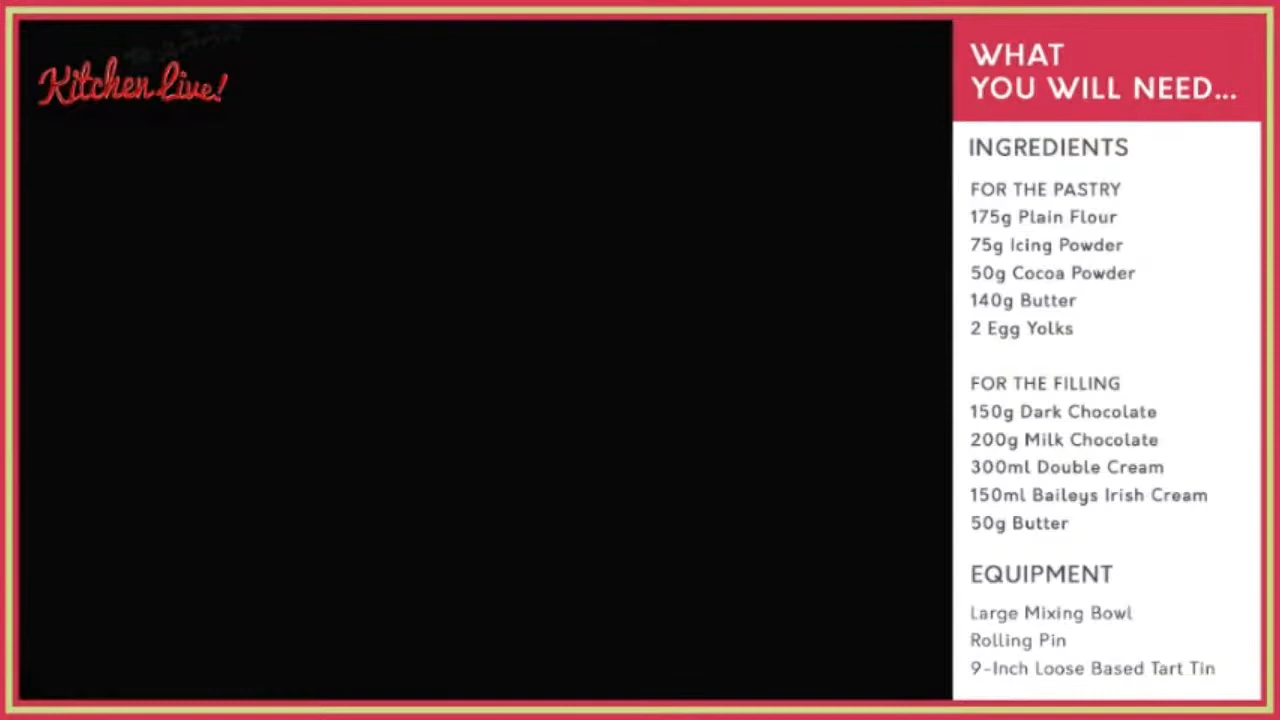 Kitchen Live!
WHAT
YOU WILL NEED...
INGREDIENTS
FOR THE PASTRY
175g Plain Flour
75g Icing Powder
50g Cocoa Powder
140g Butter
2 Egg Yolks
FOR THE FILLING
150g Dark Chocolate
200g Milk Chocolate
300ml Double Cream
150ml Baileys Irish Cream
50g Butter
EQUIPMENT
Large Mixing Bowl
Rolling Pin
9-Inch Loose Based Tart Tin